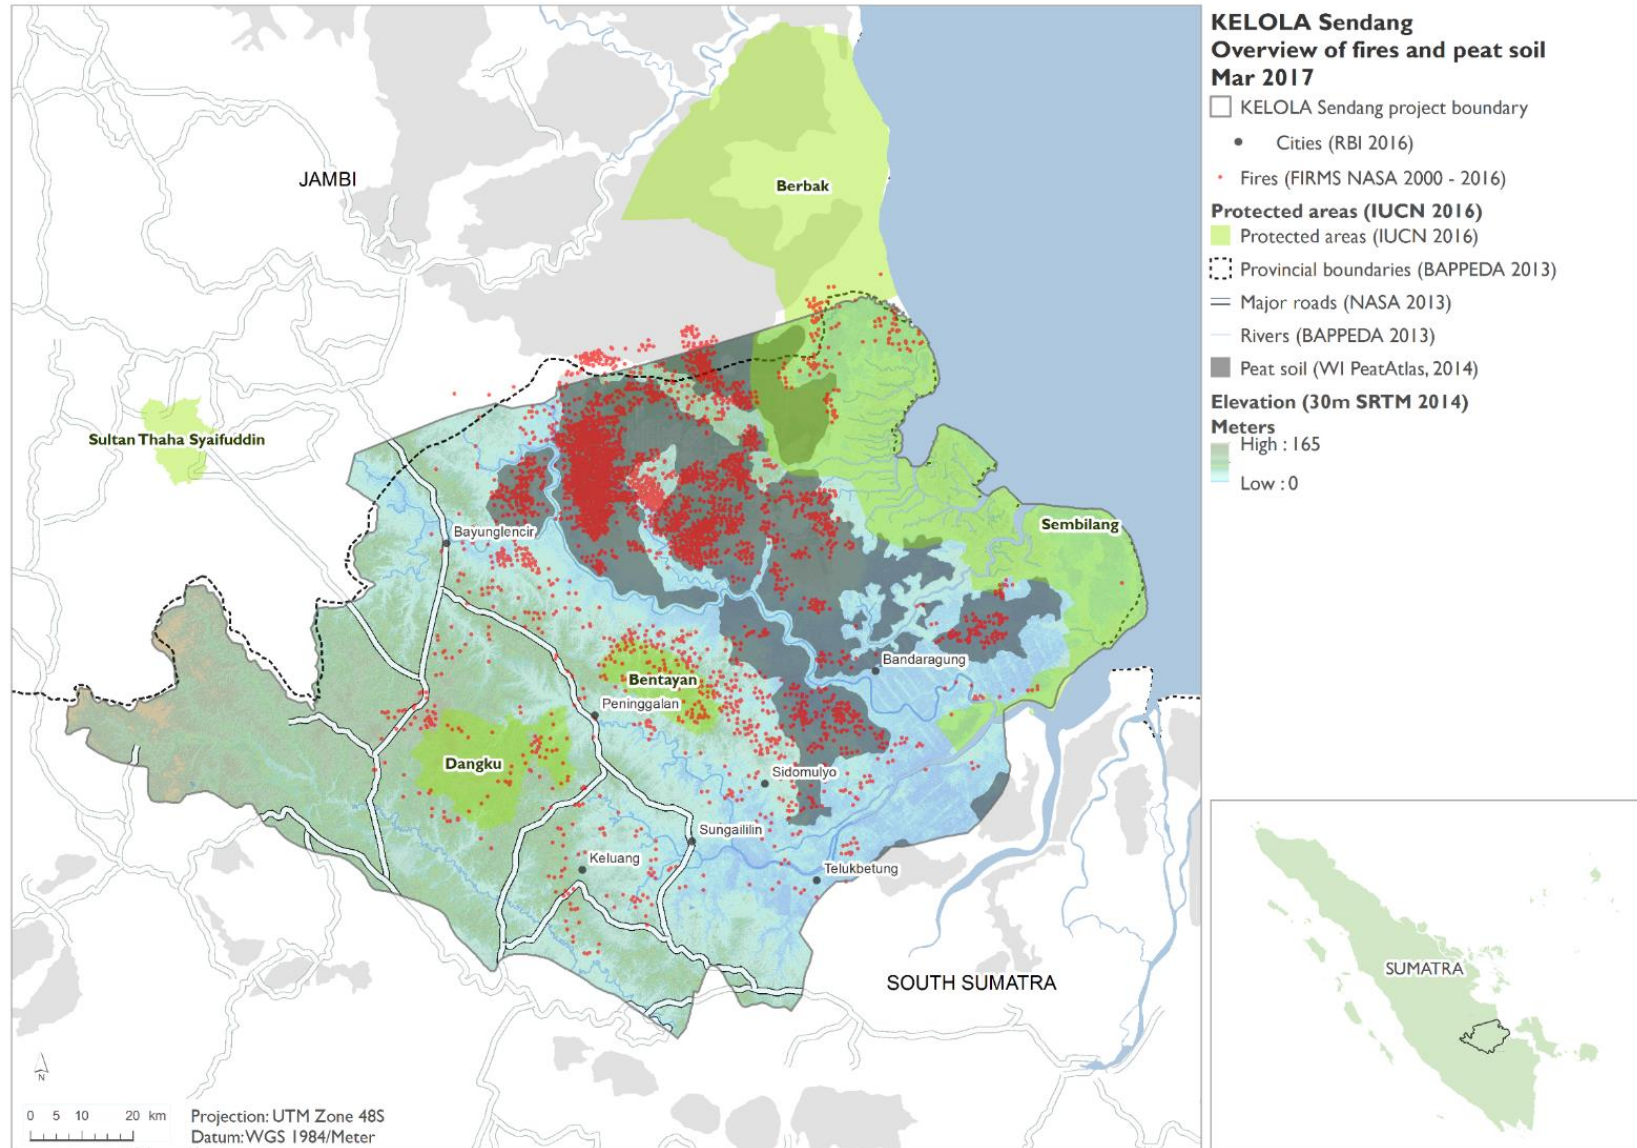 KELOLA Sendang
Overview of fires and peat soil
Mar 2017
KELOLA Sendang project boundary
Cities (RBI 2016)
Fires (FIRMS NASA 2000 - 2016)
Protected areas (IUCN 2016)
Protected areas (IUCN 2016)
Provincial boundaries (BAPPEDA 2013)
Major roads (NASA 2013)
Rivers (BAPPEDA 2013)
Peat soil (WI PeatAtlas, 2014)
Elevation (30m SRTM 2014)
Meters
High : 165
Low : 0
JAMBI
Berbak
Sultan Thaha Syaifuddin
Sembilang
Bayunglencir
Bandaragung
Bentayan
Peninggalan
Dangku
Sidomulyo
Sungaililin
Keluang
Telukbetung
SOUTH SUMATRA
SUMATRA
N
0 5 10 20 km
Projection: UTM Zone 48S
Datum: WGS 1984/Meter